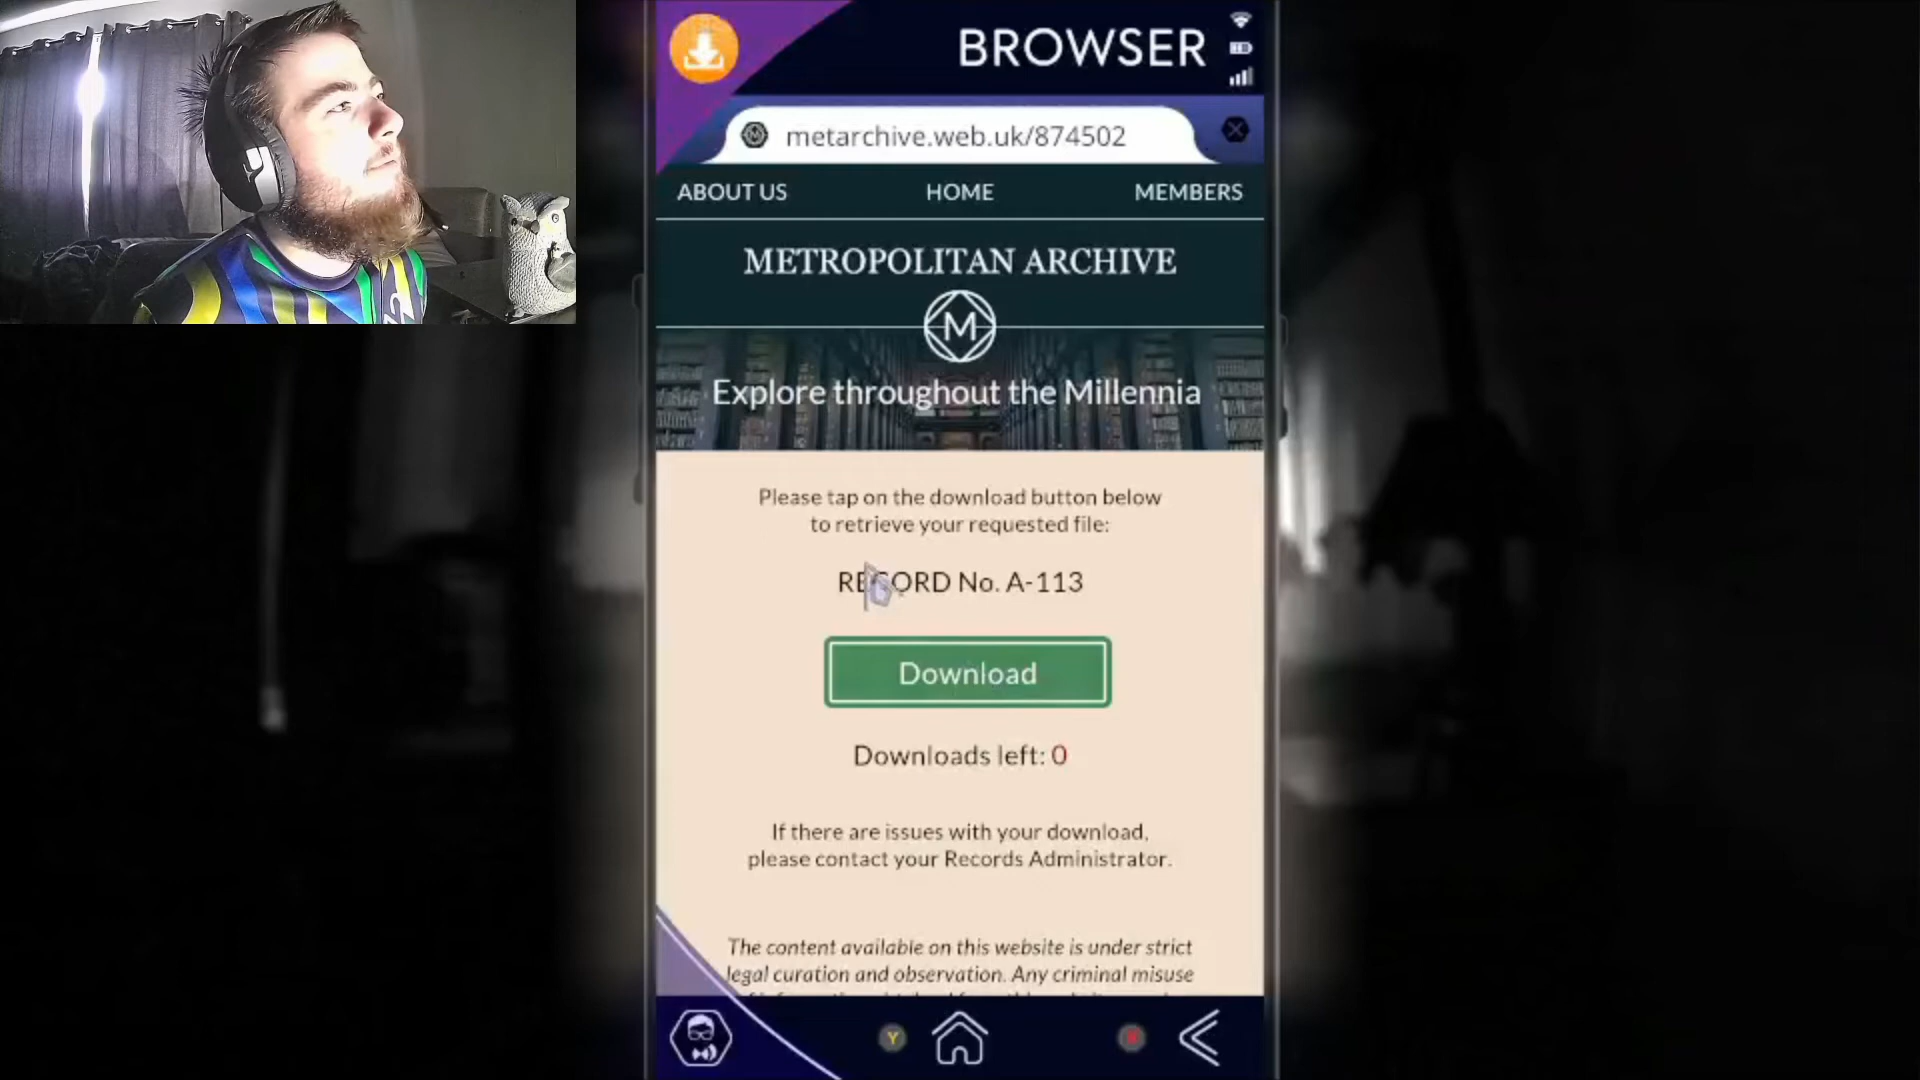 BROWSER
metarchive.web.uk/874502
ABOUT US
HOME
MEMBERS
METROPOLITAN ARCHIVE
M
Explore throughout the Millennia
Please tap on the download button below
to retrieve your requested file:
RECORD No. A-113
Download
Downloads left: 0
If there are issues with your download,
please contact your Records Administrator.
The content available on this website is under strict
legal curation and observation. Any criminal misuse
Y